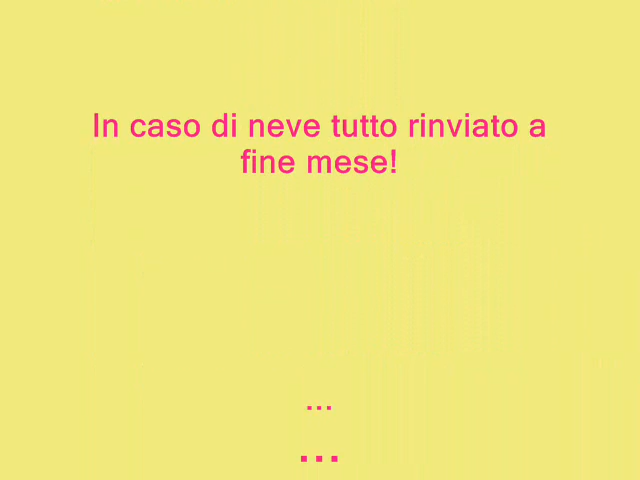 In caso di neve tutto rinviato a
fine mese!
...
...